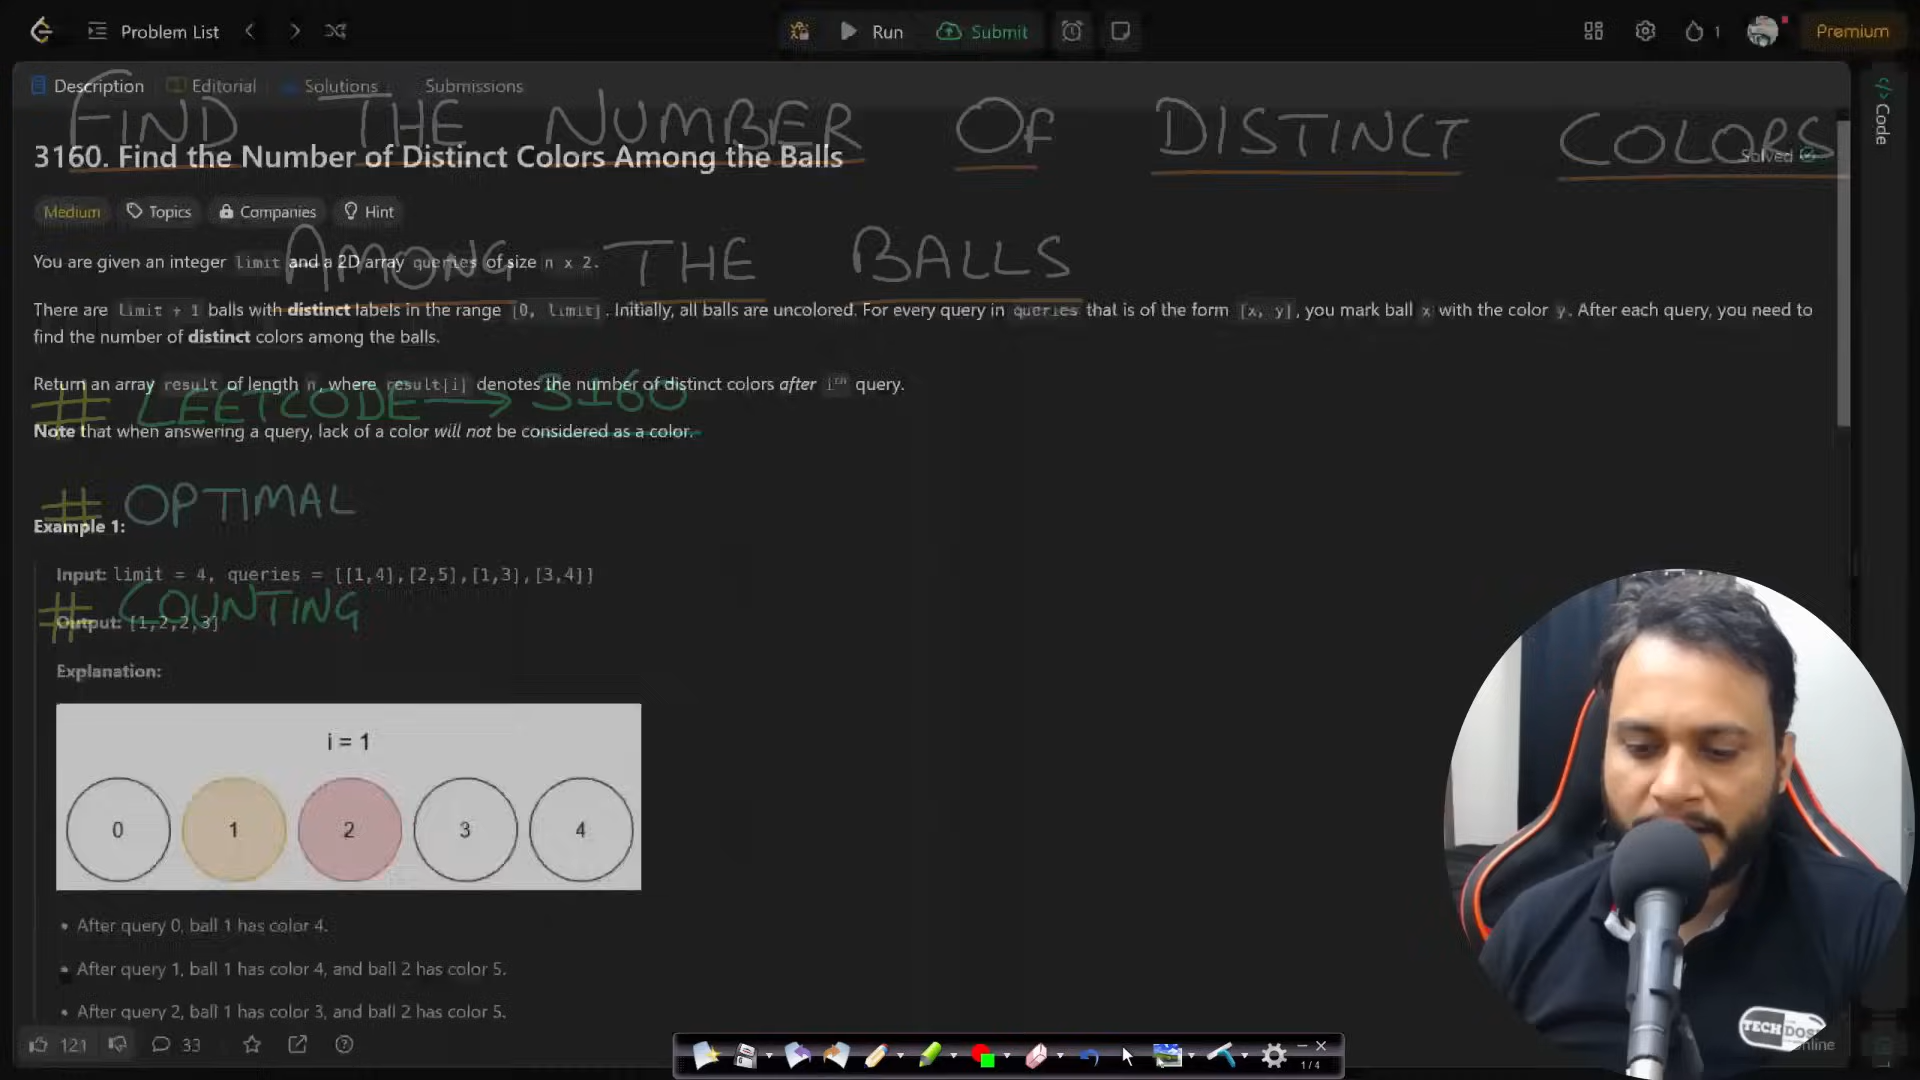 Problem List
Run
Submit
1
Premium
Description
Editorial
Solutions
Submissions
</> Code
FIND THE NUMBER OF DISTINCT COLORS
3160. Find the Number of Distinct Colors Among the Balls
Solved
Medium
Topics
Companies
Hint
AMONG THE BALLS
You are given an integer limit and a 2D array queries of size n x 2.
There are limit + 1 balls with distinct labels in the range [0, limit]. Initially, all balls are uncolored. For every query in queries that is of the form [x, y], you mark ball x with the color y. After each query, you need to
find the number of distinct colors among the balls.
Return an array result of length n, where result[i] denotes the number of distinct colors after ith query.
# LEETCODE → 3160
Note that when answering a query, lack of a color will not be considered as a color.
# OPTIMAL
Example 1:
Input: limit = 4, queries = [[1,4],[2,5],[1,3],[3,4]]
# COUNTING
Output: [1,2,2,3]
Explanation:
i = 1
0 1 2 3 4
• After query 0, ball 1 has color 4.
• After query 1, ball 1 has color 4, and ball 2 has color 5.
• After query 2, ball 1 has color 3, and ball 2 has color 5.
121
33
TECH DOSE
Online
1/4